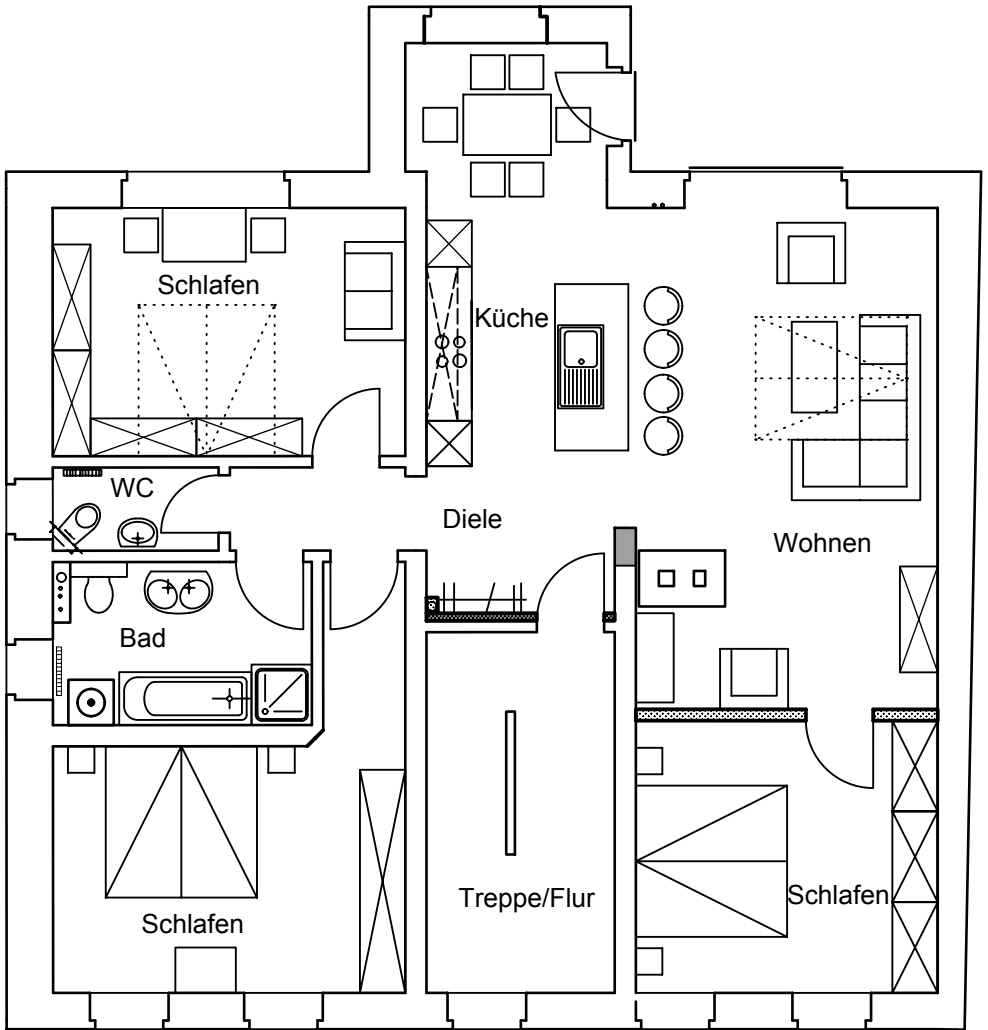 Schlafen
Küche
WC
Diele
Wohnen
Bad
Schlafen
Treppe/Flur
Schlafen